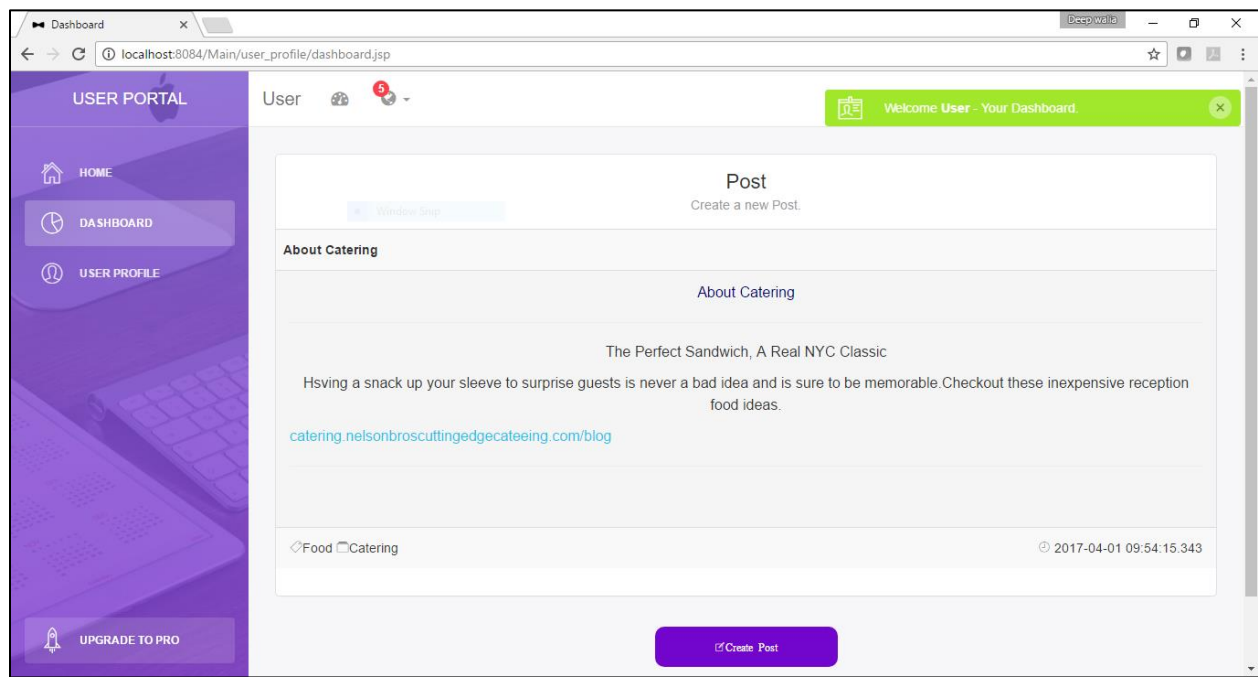 Dashboard
Deep walia
localhost:8084/Main/user_profile/dashboard.jsp
USER PORTAL
User
5
Welcome User - Your Dashboard.
HOME
DASHBOARD
USER PROFILE
UPGRADE TO PRO
Post
Create a new Post.
Window Snip
About Catering
About Catering
The Perfect Sandwich, A Real NYC Classic
Hsving a snack up your sleeve to surprise guests is never a bad idea and is sure to be memorable.Checkout these inexpensive reception
food ideas.
catering.nelsonbroscuttingedgecateeing.com/blog
Food Catering
2017-04-01 09:54:15.343
Create Post